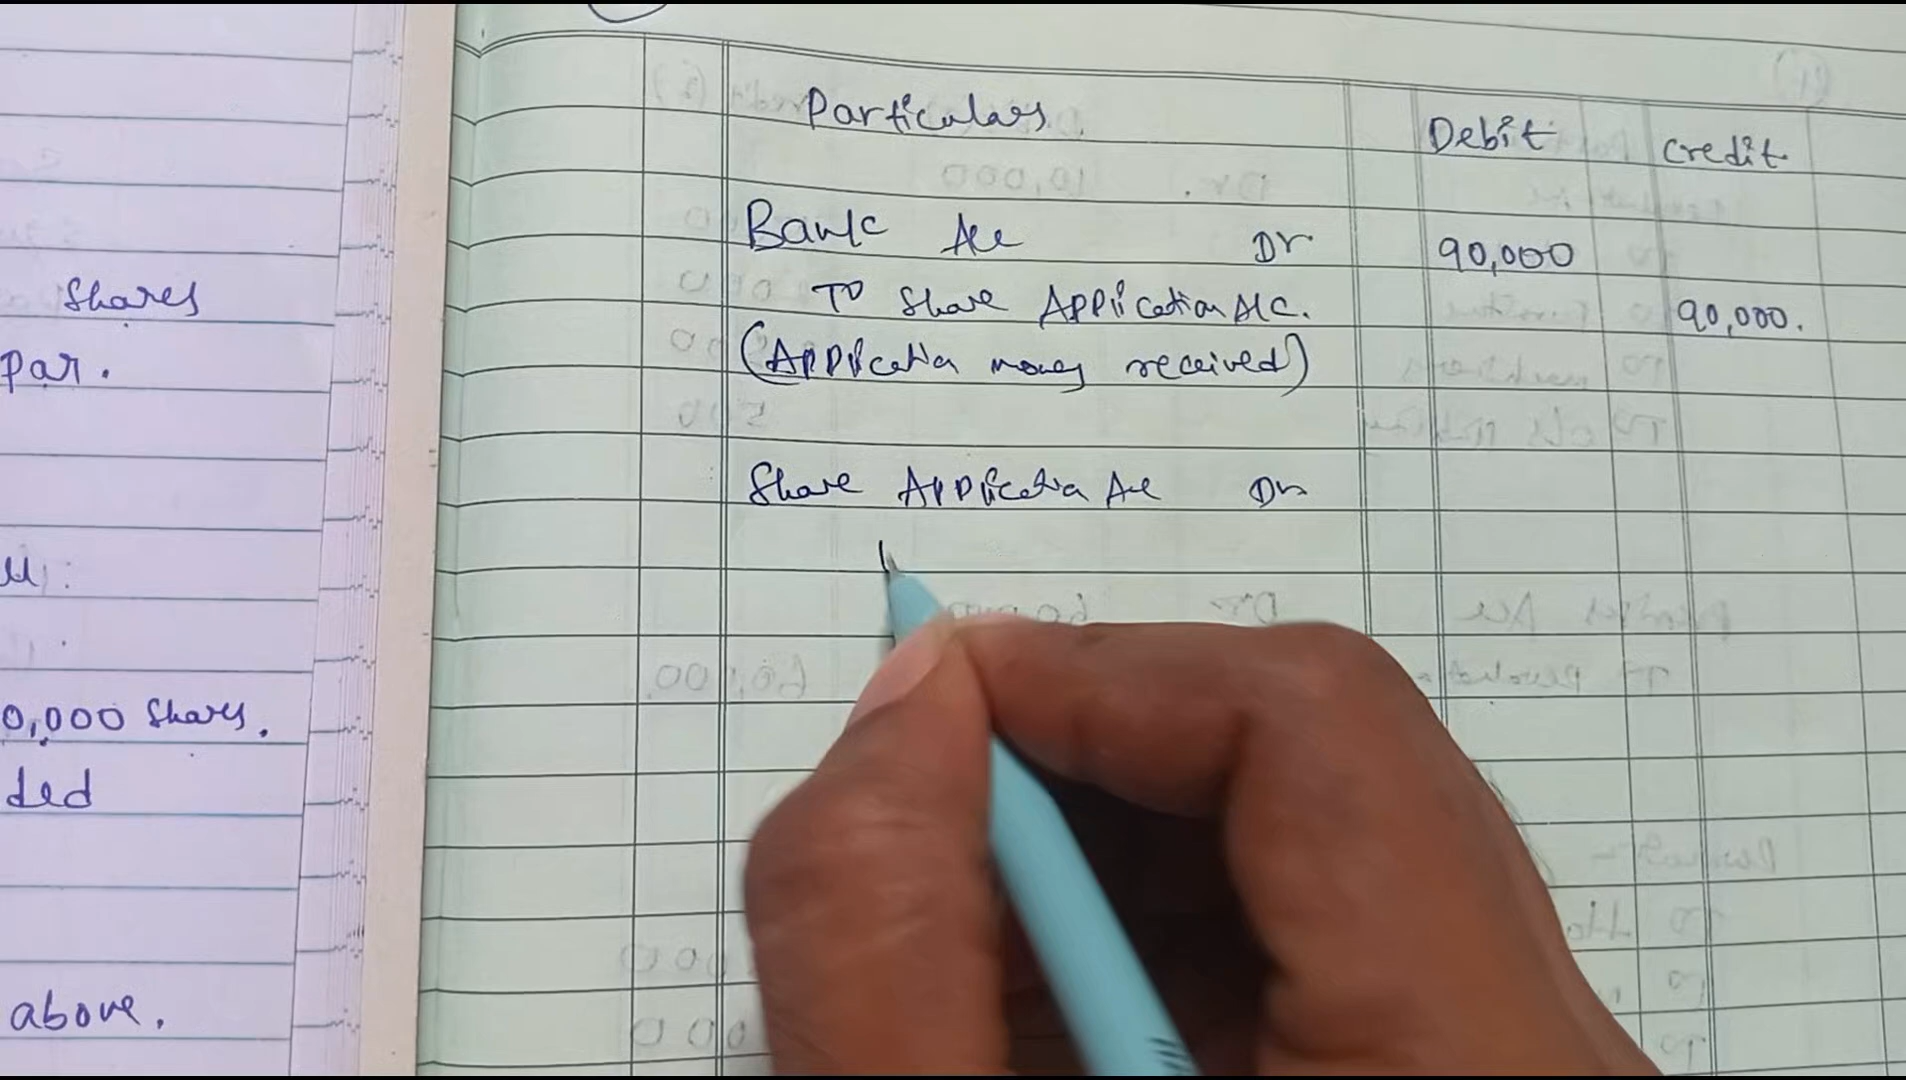 Shares
par.
0,000 Shares.
ded
above.
Particulars Debit Credit
Bank A/c Dr 90,000
To Share Application A/c. 90,000.
(Application money received)
Share Application A/c Dr